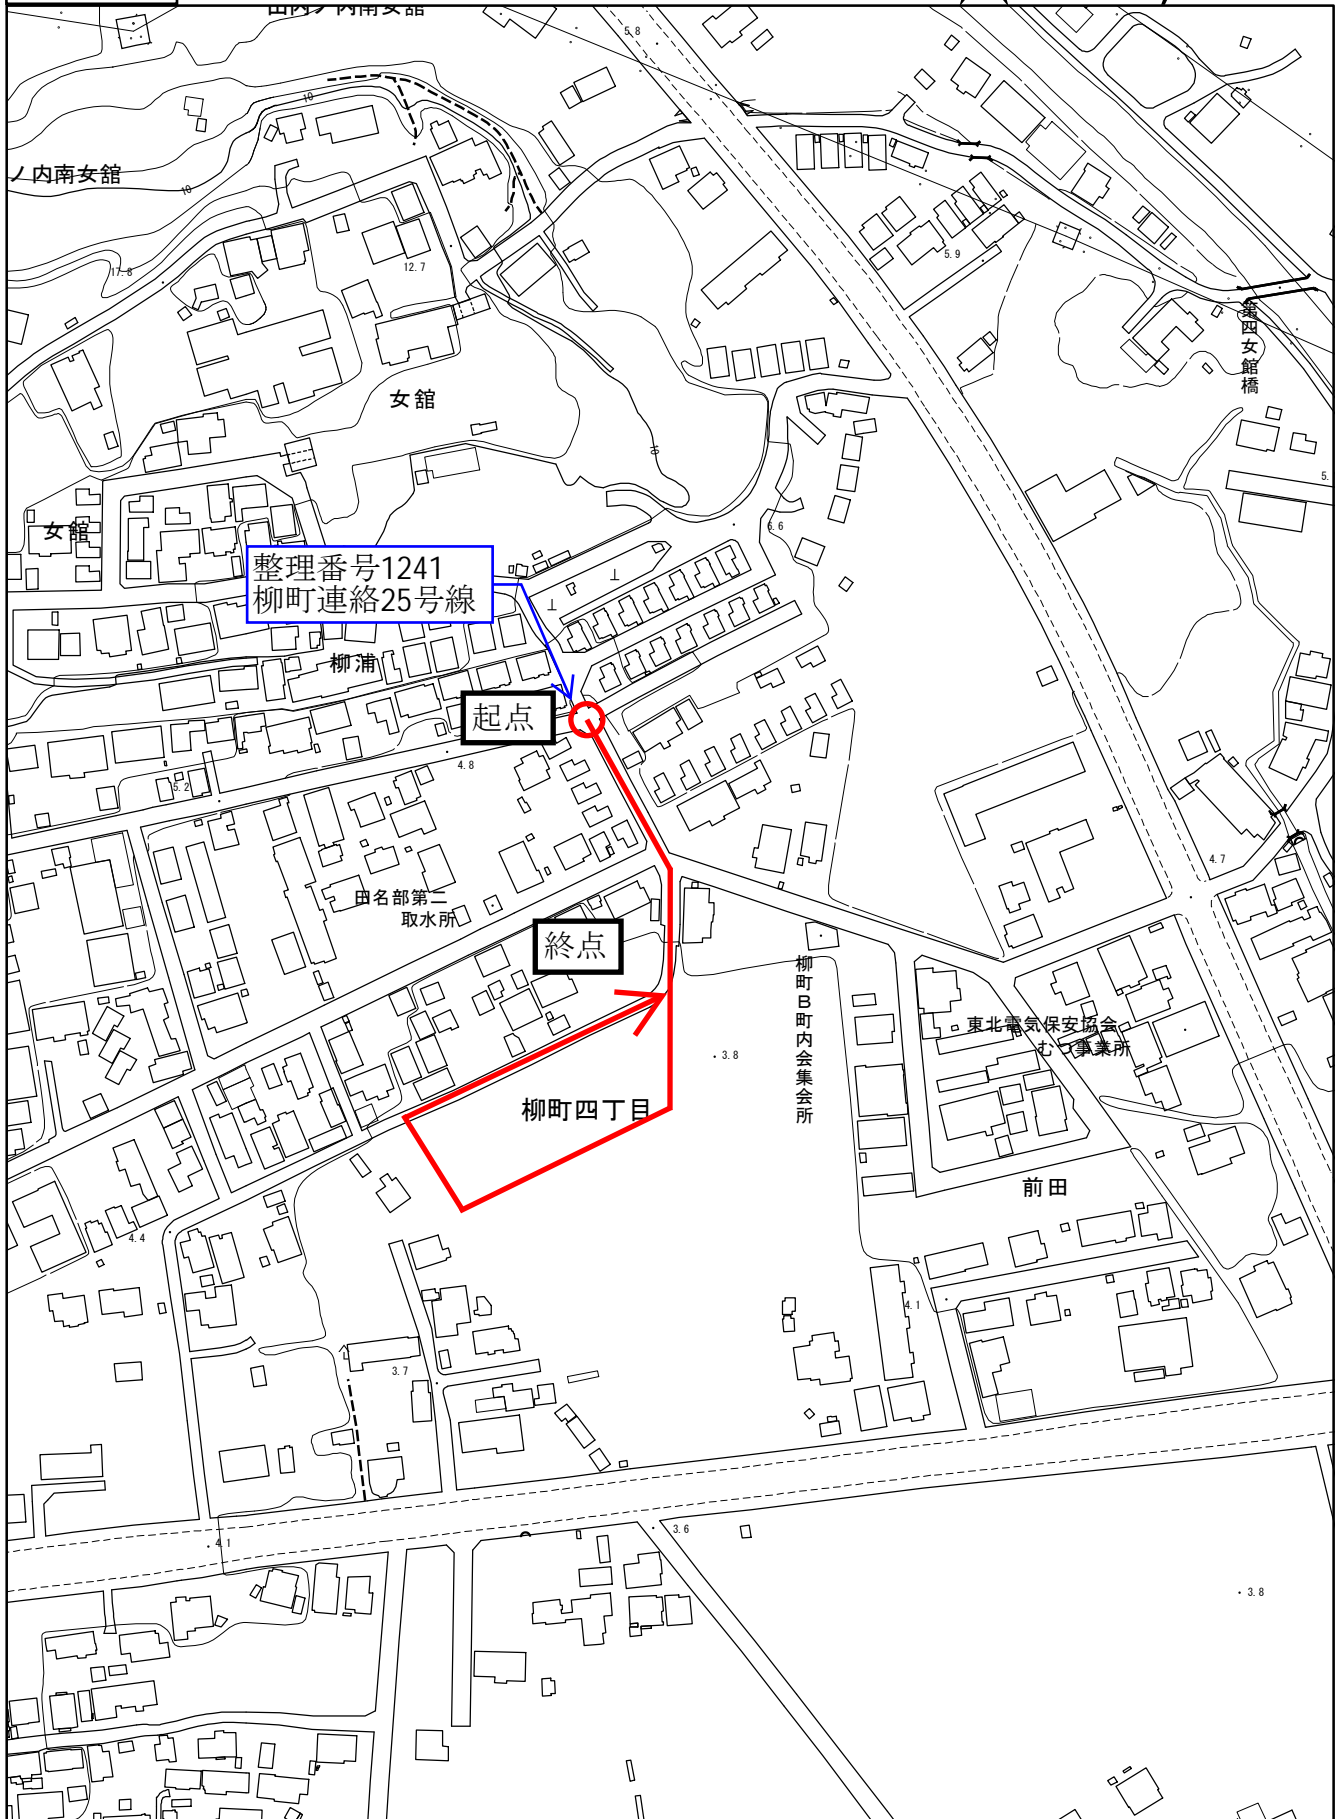 ノ内南女舘
5.8
10
10
17.8
12.7
5.9
第四女館橋
女舘
10
女舘
6.6
5.
整理番号1241
柳町連絡25号線
柳浦
起点
4.8
5.2
4.7
田名部第二
取水所
終点
柳町B町内会集会所
東北電気保安協会
むつ事業所
3.8
柳町四丁目
前田
4.4
4.1
3.7
3.6
4.1
3.8